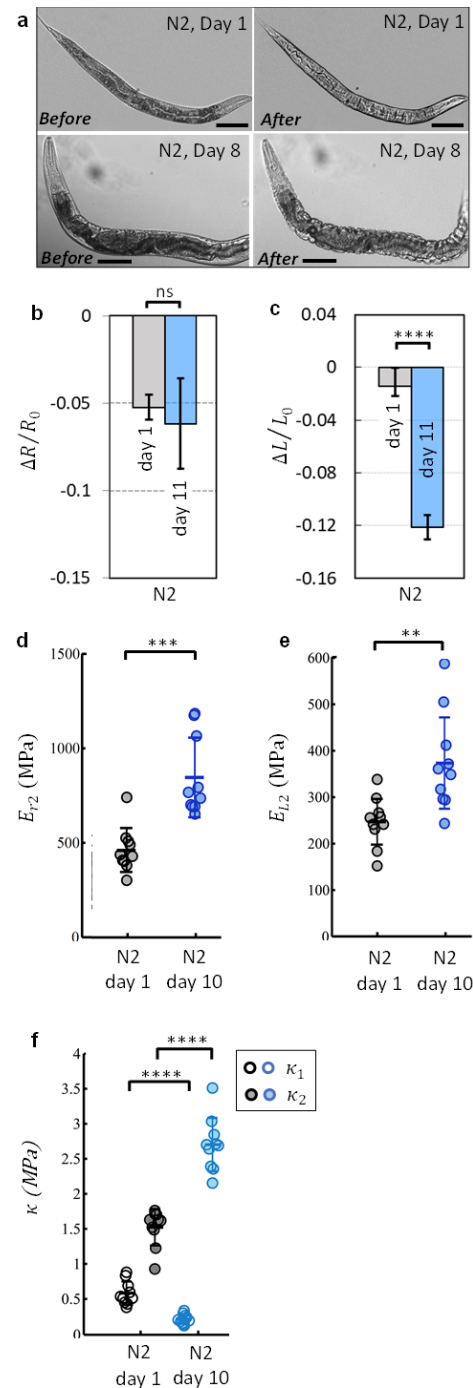 a
N2, Day 1
N2, Day 1
Before
After
N2, Day 8
N2, Day 8
Before
After
b
c
ns
****
0
-0.05
-0.1
-0.15
ΔR/R₀
day 1
day 11
N2
0.04
0
-0.04
-0.08
-0.12
-0.16
ΔL/L₀
day 1
day 11
N2
d
e
***
**
1500
1000
500
0
E_{r2} (MPa)
N2
day 1
N2
day 10
600
500
400
300
200
100
0
E_{L2} (MPa)
N2
day 1
N2
day 10
f
****
****
κ₁
κ₂
4
3.5
3
2.5
2
1.5
1
0.5
0
κ (MPa)
N2
day 1
N2
day 10